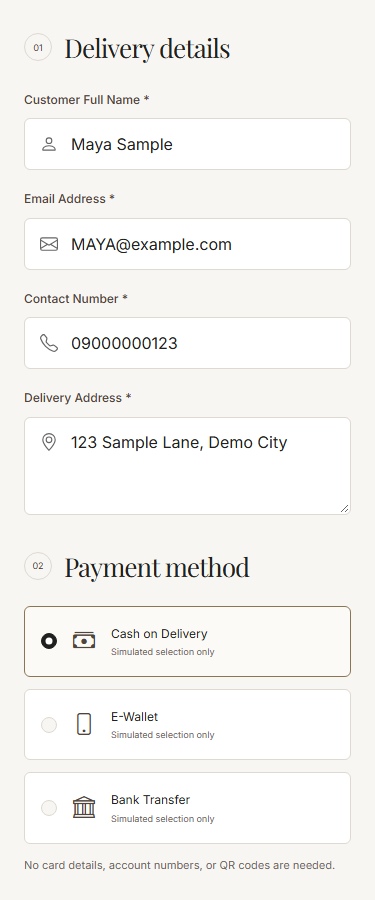 01
Delivery details
Customer Full Name *
Maya Sample
Email Address *
MAYA@example.com
Contact Number *
09000000123
Delivery Address *
123 Sample Lane, Demo City
02
Payment method
Cash on Delivery
Simulated selection only
E-Wallet
Simulated selection only
Bank Transfer
Simulated selection only
No card details, account numbers, or QR codes are needed.